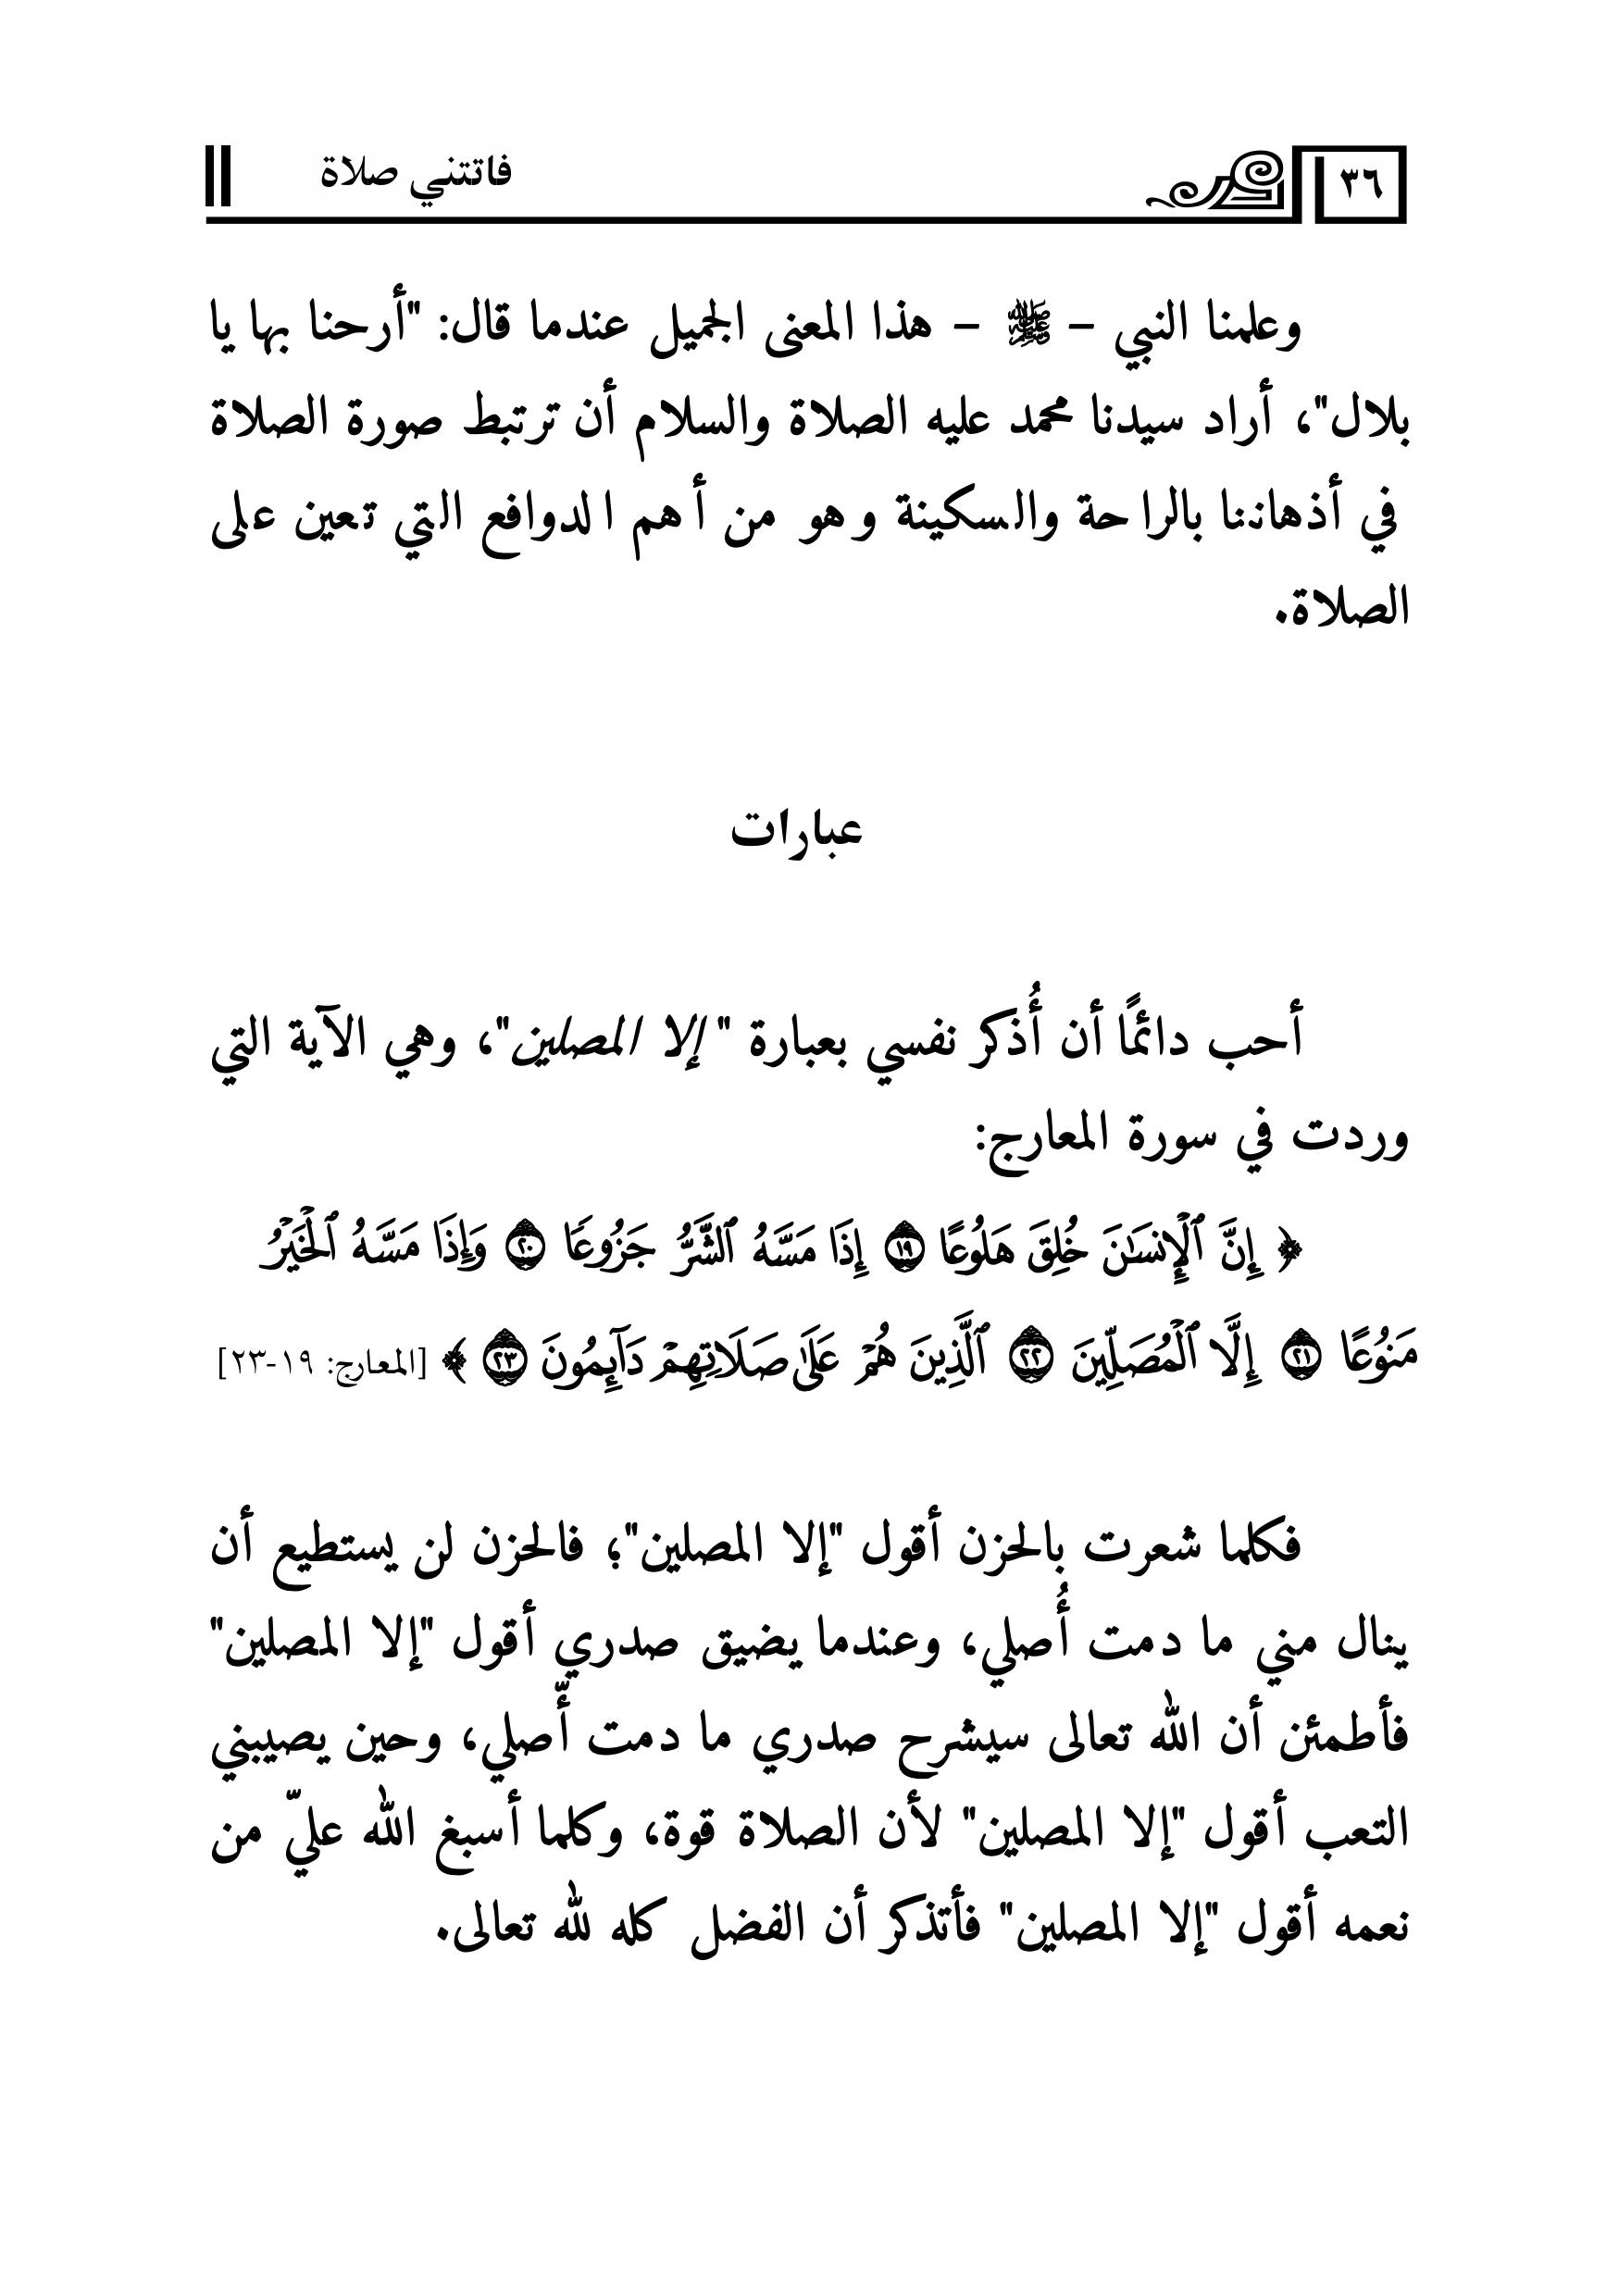 ٣٦
فاتتني صلاة
وعلمنا النبي – ﷺ – هذا المعنى الجميل عندما قال: "أرحنا بها يا
بلال"، أراد سيدنا محمد عليه الصلاة والسلام أن ترتبط صورة الصلاة
في أذهاننا بالراحة والسكينة وهو من أهم الدوافع التي تعين على
الصلاة.
عبارات
أحب دائمًا أن أُذكر نفسي بعبارة "إلا المصلين"، وهي الآية التي
وردت في سورة المعارج:
﴿ إِنَّ ٱلْإِنسَٰنَ خُلِقَ هَلُوعًا ١٩ إِذَا مَسَّهُ ٱلشَّرُّ جَزُوعًا ٢٠ وَإِذَا مَسَّهُ ٱلْخَيْرُ
مَنُوعًا ٢١ إِلَّا ٱلْمُصَلِّينَ ٢٢ ٱلَّذِينَ هُمْ عَلَىٰ صَلَاتِهِمْ دَآئِمُونَ ٢٣ ﴾ [المعارج: ١٩-٢٣]
فكلما شعرت بالحزن أقول "إلا المصلين"؛ فالحزن لن يستطيع أن
ينال مني ما دمت أُصلي، وعندما يضيق صدري أقول "إلا المصلين"
فأطمئن أن الله تعالى سيشرح صدري ما دمت أّصلي، وحين يصيبني
التعب أقول "إلا المصلين" لأن الصلاة قوة، وكلما أسبغ الله عليّ من
نعمه أقول "إلا المصلين" فأتذكر أن الفضل كله لله تعالى.